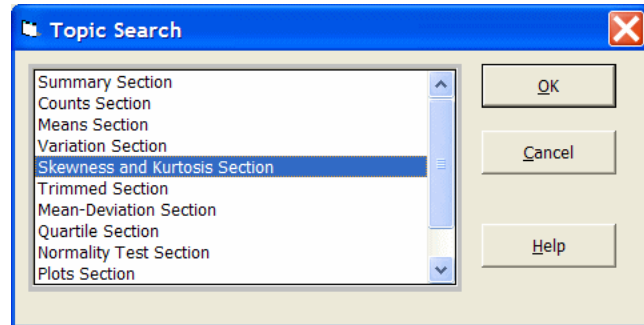 Topic Search
Summary Section
Counts Section
Means Section
Variation Section
Skewness and Kurtosis Section
Trimmed Section
Mean-Deviation Section
Quartile Section
Normality Test Section
Plots Section
OK
Cancel
Help